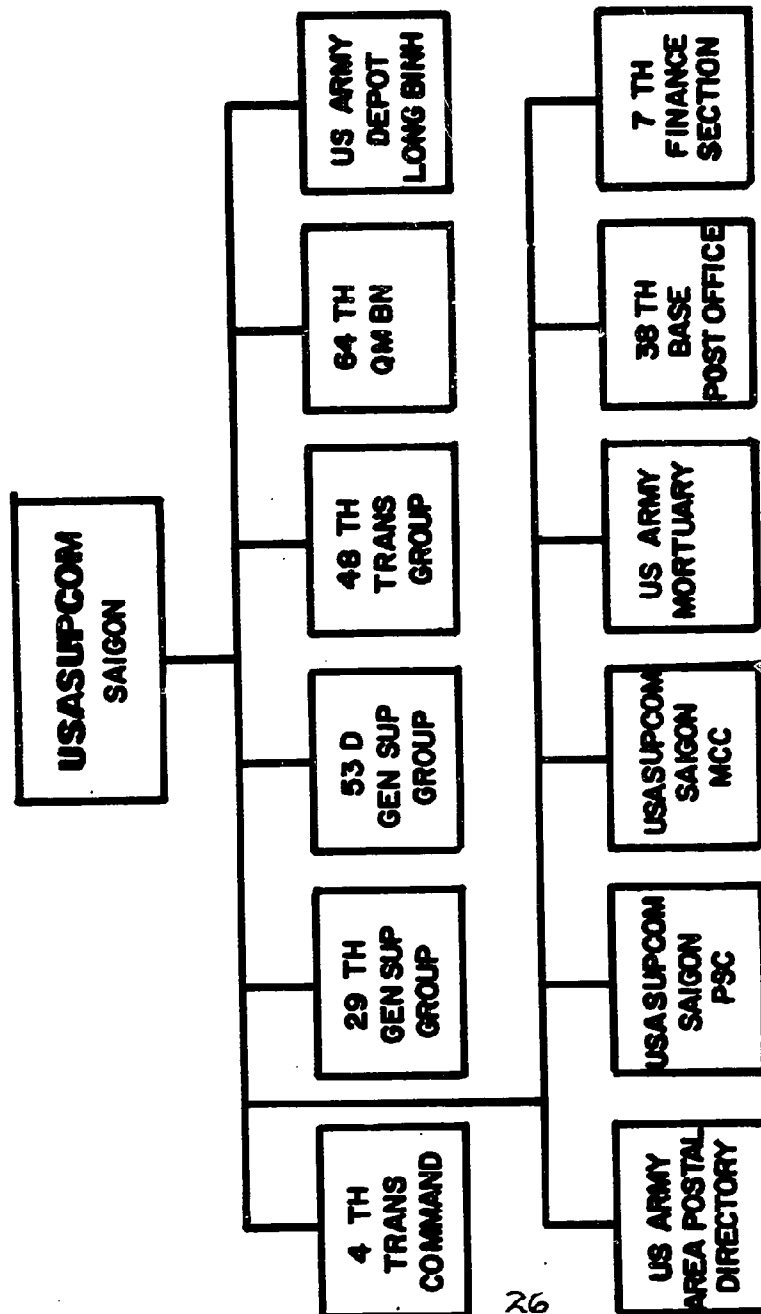 USASUPCOM
SAIGON
4 TH
TRANS
COMMAND
29 TH
GEN SUP
GROUP
53 D
GEN SUP
GROUP
48 TH
TRANS
GROUP
64 TH
QM BN
US ARMY
DEPOT
LONG BINH
US ARMY
AREA POSTAL
DIRECTORY
USASUPCOM
SAIGON
PSC
USASUPCOM
SAIGON
MCC
US ARMY
MORTUARY
38 TH
BASE
POST OFFICE
7 TH
FINANCE
SECTION
26